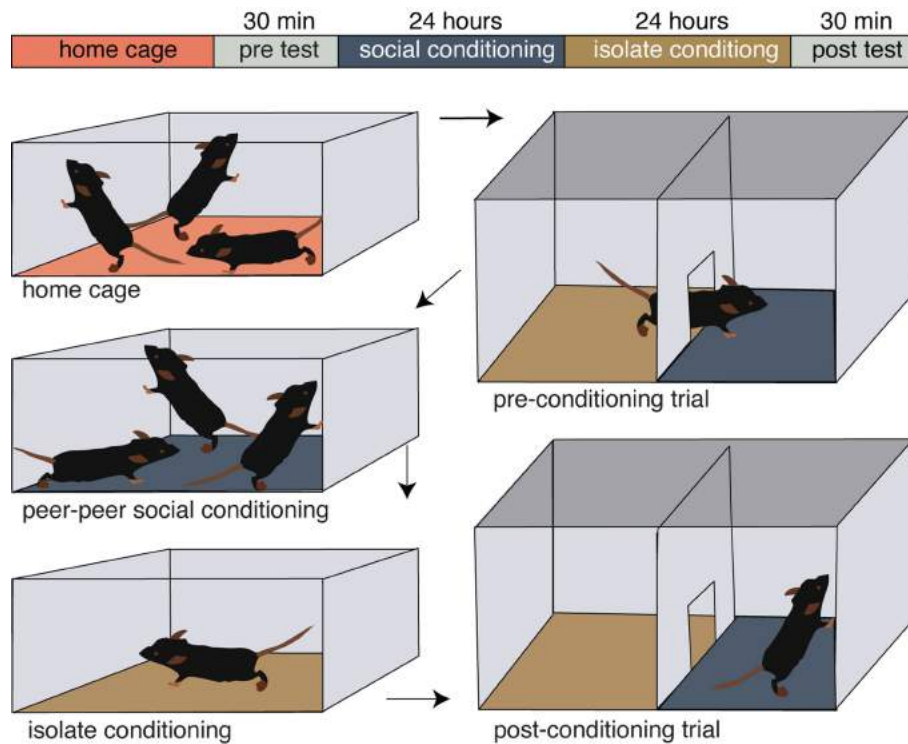 30 min 24 hours 24 hours 30 min
home cage pre test social conditioning isolate conditiong post test
home cage
pre-conditioning trial
peer-peer social conditioning
isolate conditioning
post-conditioning trial